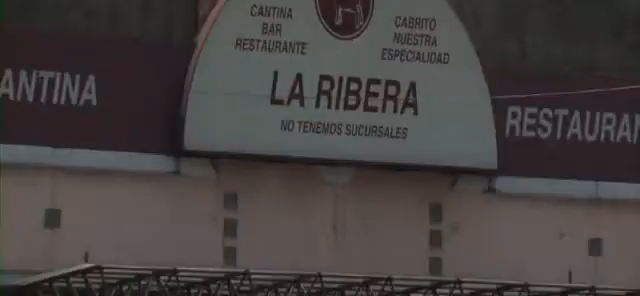 CANTINA
BAR
RESTAURANTE
CABRITO
NUESTRA
ESPECIALIDAD
LA RIBERA
NO TENEMOS SUCURSALES
ANTINA
RESTAURAN